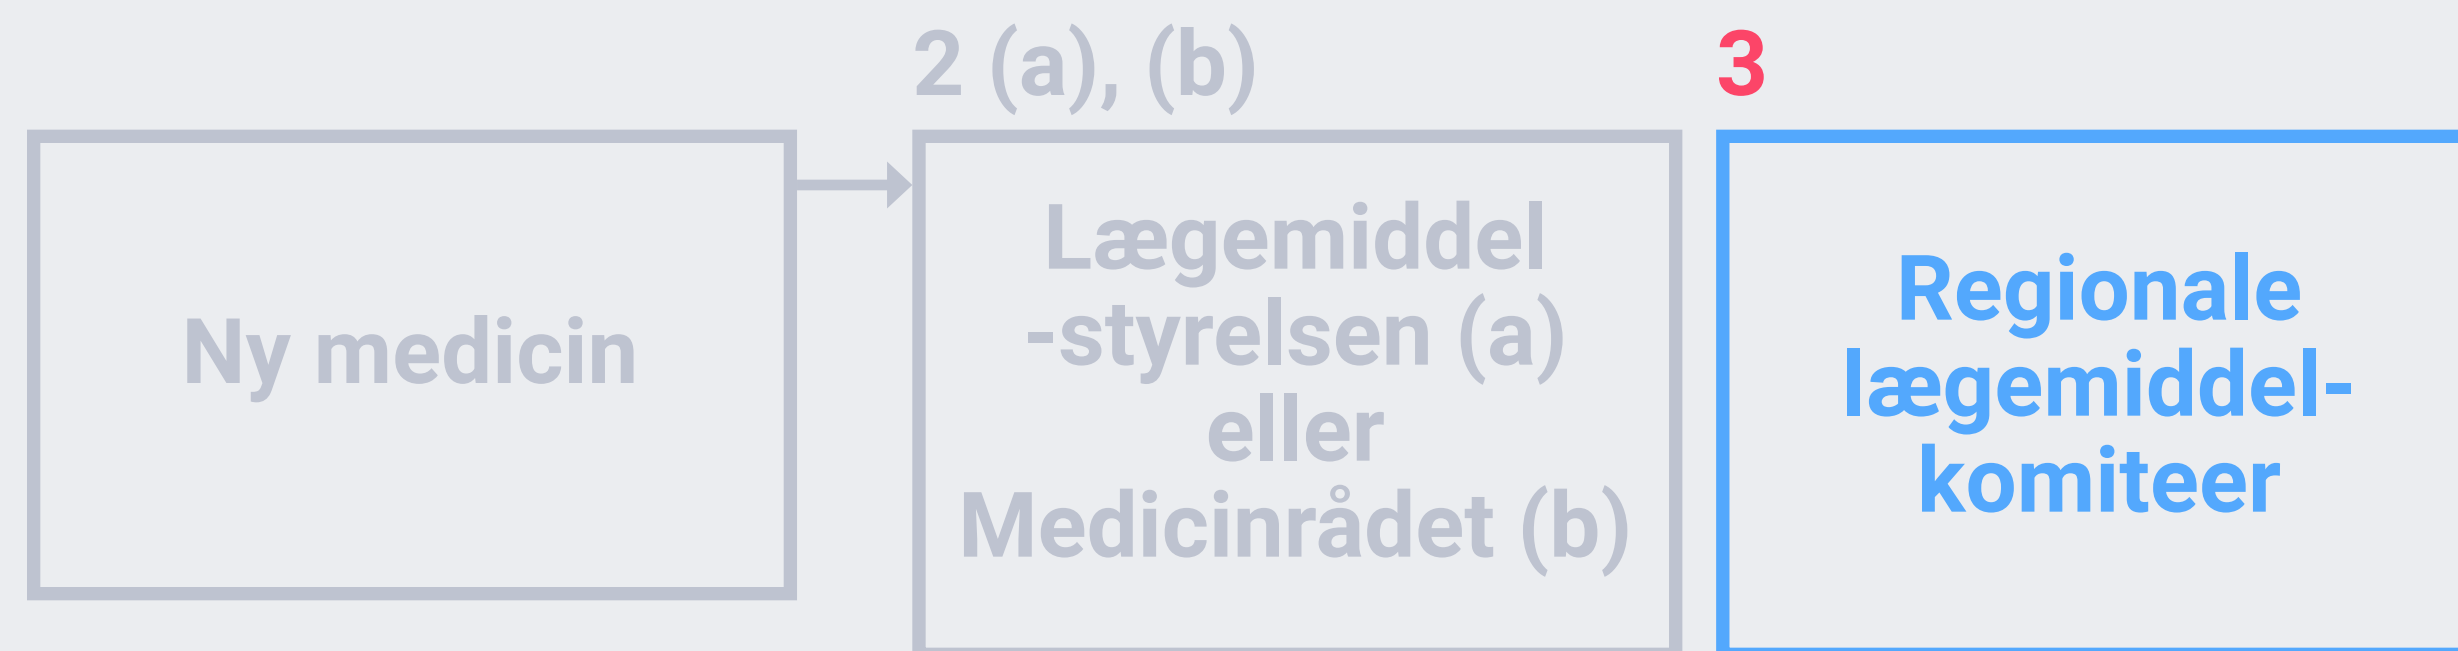 2 (a), (b)
3
Ny medicin
Lægemiddel
-styrelsen (a)
eller
Medicinrådet (b)
Regionale
lægemiddel-
komiteer